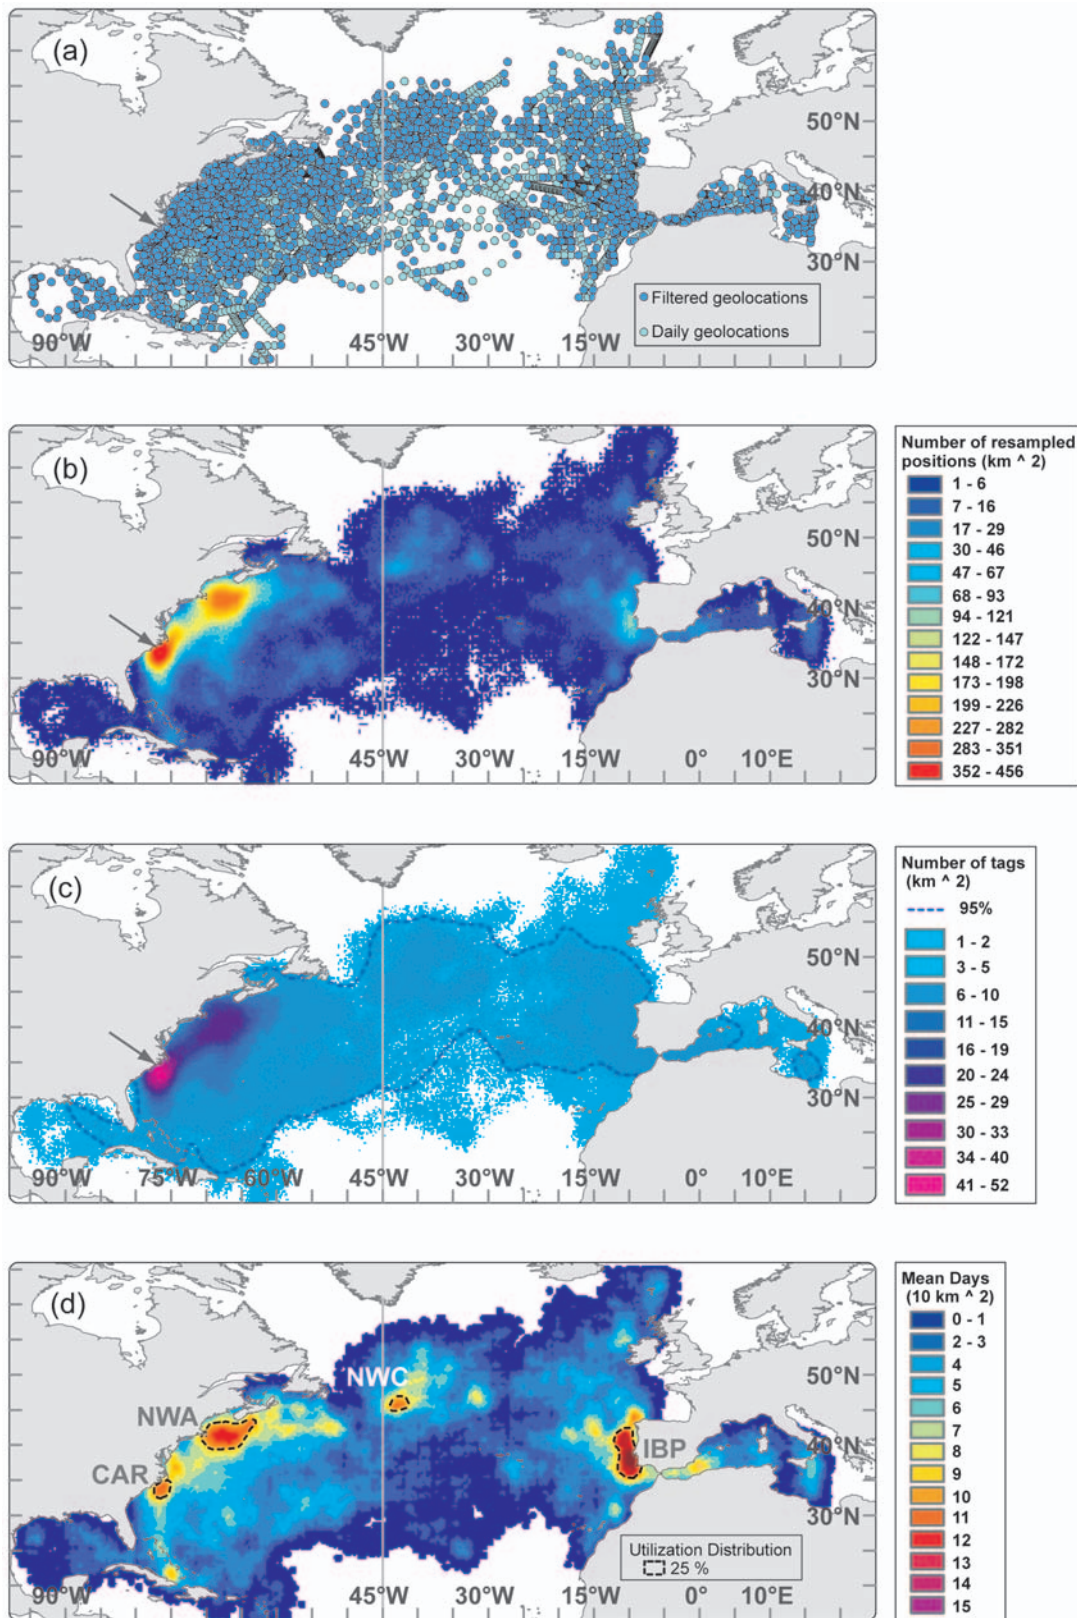 (a)
50°N
40°N
30°N
90°W
45°W
30°W
15°W
Filtered geolocations
Daily geolocations
(b)
50°N
40°N
30°N
90°W
75°W
60°W
45°W
30°W
15°W
0°
10°E
Number of resampled
positions (km ^ 2)
1 - 6
7 - 16
17 - 29
30 - 46
47 - 67
68 - 93
94 - 121
122 - 147
148 - 172
173 - 198
199 - 226
227 - 282
283 - 351
352 - 456
(c)
50°N
40°N
30°N
90°W
75°W
60°W
45°W
30°W
15°W
0°
10°E
Number of tags
(km ^ 2)
95%
1 - 2
3 - 5
6 - 10
11 - 15
16 - 19
20 - 24
25 - 29
30 - 33
34 - 40
41 - 52
(d)
NWC
NWA
CAR
IBP
50°N
40°N
30°N
90°W
75°W
60°W
45°W
30°W
15°W
0°
10°E
Utilization Distribution
25 %
Mean Days
(10 km ^ 2)
0 - 1
2 - 3
4
5
6
7
8
9
10
11
12
13
14
15